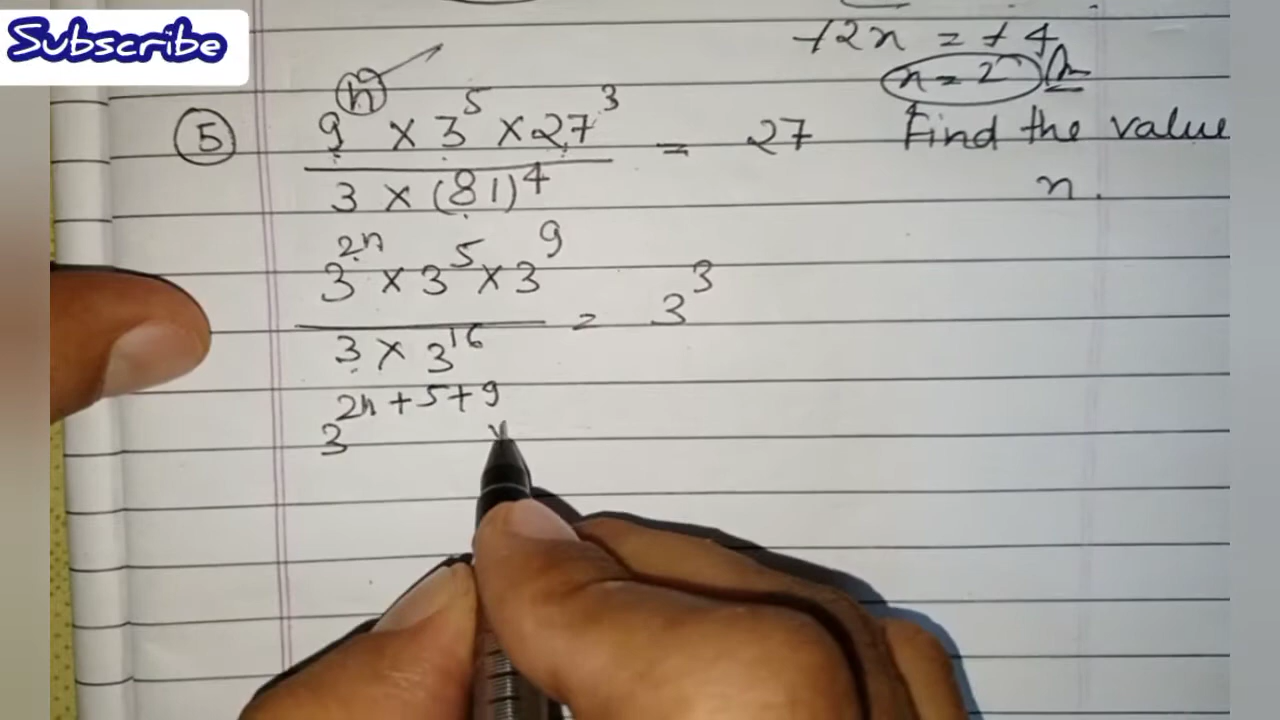 Subscribe
+2n = +4
n = 2
5 9^n × 3^5 × 27^3 / 3 × (81)^4 = 27 Find the value n.
3^2n × 3^5 × 3^9 / 3 × 3^16 = 3^3
3^2n+5+9